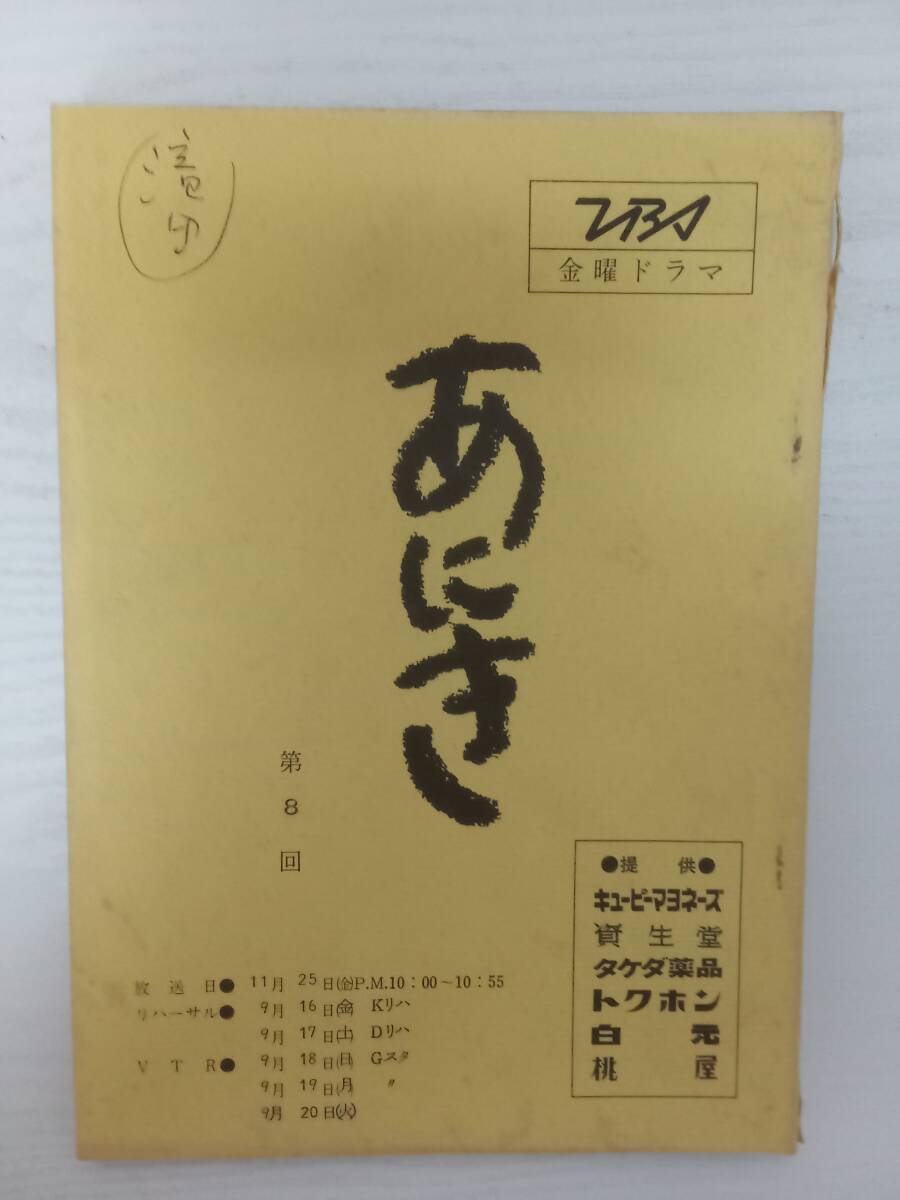 TBS
金曜ドラマ
あにき
第8回
●提 供●
キューピーマヨネーズ
資生堂
タケダ薬品
トクホン
白元
桃屋
放送日● 11月 25日(金)P.M.10：00～10：55
リハーサル● 9月 16日(金) Kリハ
9月 17日(土) Dリハ
VTR● 9月 18日(日) Gスタ
9月 19日(月) 〃
9月 20日(火)